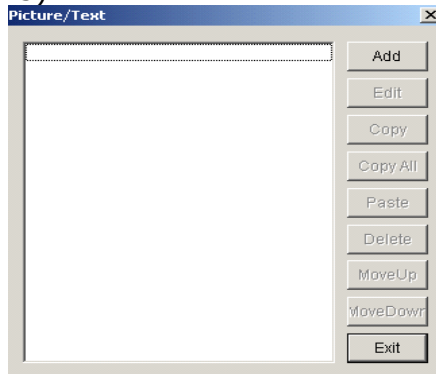 Picture/Text
Add
Edit
Copy
Copy All
Paste
Delete
MoveUp
MoveDown
Exit